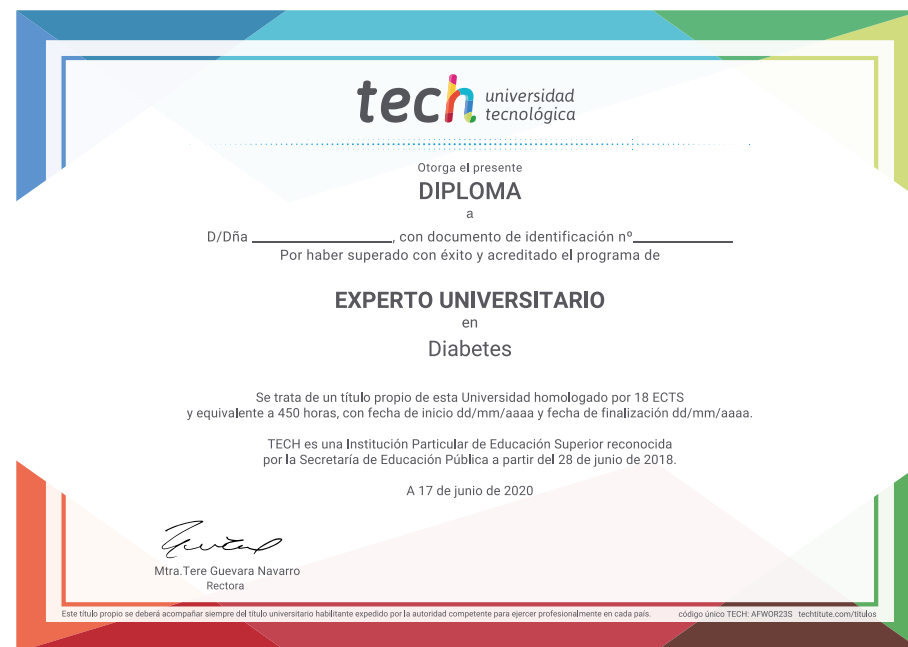 tech universidad
tecnológica
Otorga el presente
DIPLOMA
a
D/Dña ____________________, con documento de identificación nº______________
Por haber superado con éxito y acreditado el programa de
EXPERTO UNIVERSITARIO
en
Diabetes
Se trata de un título propio de esta Universidad homologado por 18 ECTS
y equivalente a 450 horas, con fecha de inicio dd/mm/aaaa y fecha de finalización dd/mm/aaaa.
TECH es una Institución Particular de Educación Superior reconocida
por la Secretaría de Educación Pública a partir del 28 de junio de 2018.
A 17 de junio de 2020
Mtra.Tere Guevara Navarro
Rectora
Este título propio se deberá acompañar siempre del título universitario habilitante expedido por la autoridad competente para ejercer profesionalmente en cada país. código único TECH: AFWOR23S techtitute.com/titulos